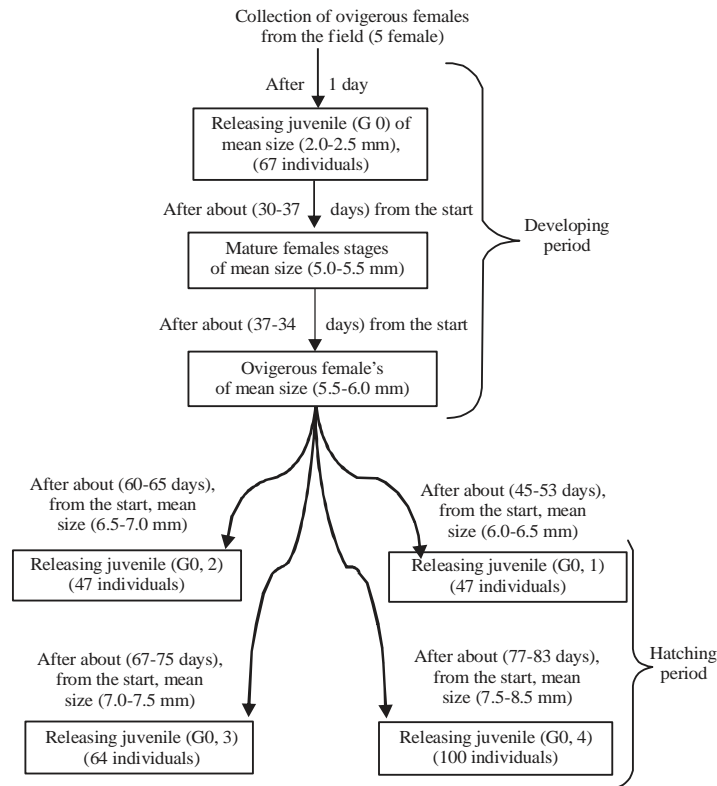 Collection of ovigerous females
from the field (5 female)
After 1 day
Releasing juvenile (G 0) of
mean size (2.0-2.5 mm),
(67 individuals)
After about (30-37 days) from the start
Mature females stages
of mean size (5.0-5.5 mm)
After about (37-34 days) from the start
Ovigerous female's
of mean size (5.5-6.0 mm)
Developing
period
After about (60-65 days),
from the start, mean
size (6.5-7.0 mm)
Releasing juvenile (G0, 2)
(47 individuals)
After about (45-53 days),
from the start, mean
size (6.0-6.5 mm)
Releasing juvenile (G0, 1)
(47 individuals)
After about (67-75 days),
from the start, mean
size (7.0-7.5 mm)
Releasing juvenile (G0, 3)
(64 individuals)
After about (77-83 days),
from the start, mean
size (7.5-8.5 mm)
Releasing juvenile (G0, 4)
(100 individuals)
Hatching
period